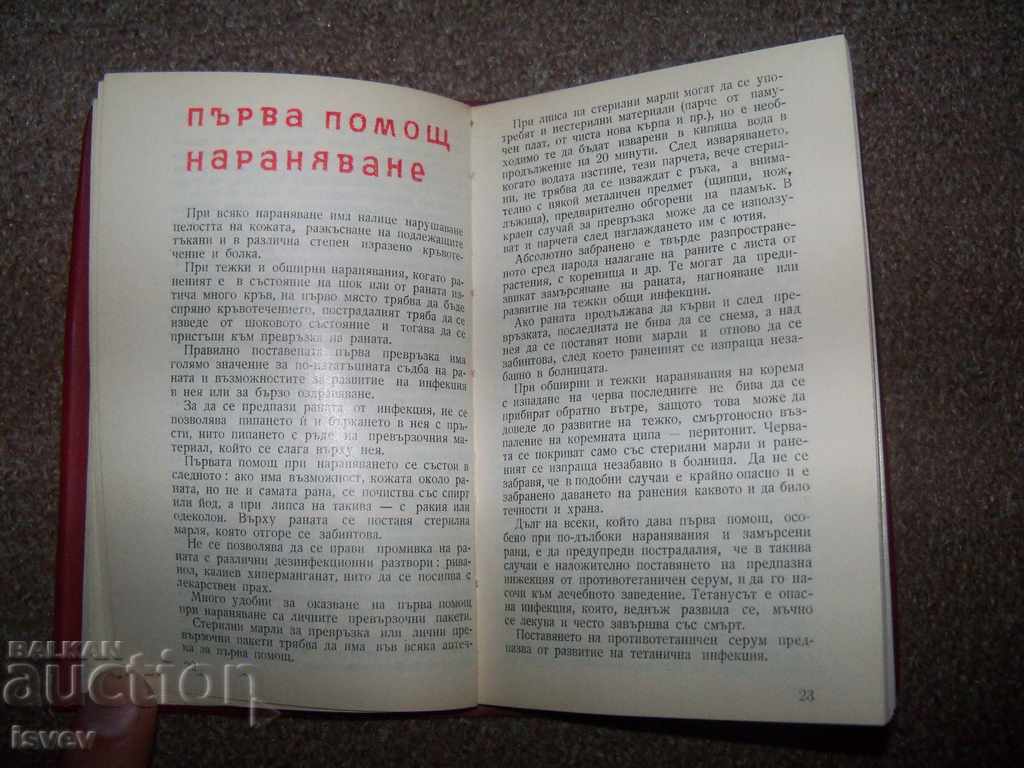 ПЪРВА ПОМОЩ
НАРАНЯВАНЕ
При всяко нараняване има налице нарушаване
целостта на кожата, разкъсване на подлежащите
тъкани и в различна степен изразено кръвоте-
чение и болка.
При тежки и обширни наранявания, когато ра-
неният е в състояние на шок или от раната из-
тича много кръв, на първо място трябва да бъде
спряно кръвотечението, пострадалият трябва да се
изведе от шоковото състояние и тогава да се
пристъпи към превръзка на раната.
Правилно поставената първа превръзка има
голямо значение за по-нататъшната съдба на ра-
ната и възможностите за развитие на инфекция
в нея или за бързо оздравяване.
За да се предпази раната от инфекция, не се
позволява пипането й и бъркането в нея с пръ-
сти, нито пипането с ръце на превързочния ма-
териал, който се слага върху нея.
Първата помощ при нараняването се състои в
следното: ако има възможност, кожата около ра-
ната, но не и самата рана, се почиства със спирт
или йод, а при липса на такива — с ракия или
одеколон. Върху раната се поставя стерилна
марля, която отгоре се забинтова.
Не се позволява да се прави промивка на ра-
ната с различни дезинфекционни разтвори; рива-
нол, калиев хиперманганат, нито да се посипва с
лекарствен прах.
Много удобни за оказване на първа помощ
при нараняване са личните превързочни пакети.
Стерилни марли за превръзка или лични пре-
вързочни пакети трябва да има във всяка аптеч-
ка за първа помощ.
При липса на стерилни марли могат да се упо-
требят и нестерилни материали (парче от паму-
чен плат, от чиста нова кърпа и пр.), но е необ-
ходимо те да бъдат изварени в кипяща вода в
продължение на 20 минути. След изваряването,
когато водата изстине, тези парчета, вече стерил-
ни, не трябва да се изваждат с ръка, а внима-
телно с някой металичен предмет (щипци, нож,
лъжица), предварително обгорени на пламък. В
краен случай за превръзка може да се използу-
ват и парчета след изглаждането им с ютия.
Абсолютно забранено е твърде разпростране-
ното сред народа налагане на раните с листа от
растения, с коренища и др. Те могат да преди-
звикат замърсяване на раната, нагнояване или
развитие на тежки общи инфекции.
Ако раната продължава да кърви и след пре-
връзката, последната не бива да се снема, а над
нея да се поставят нови марли и отново да се
забинтова, след което раненият се изпраща неза-
бавно в болницата.
При обширни и тежки наранявания на корема
с изпадане на черва последните не бива да се
прибират обратно вътре, защото това може да
доведе до развитие на тежко, смъртоносно въз-
паление на коремната ципа — перитонит. Черва-
та се покриват само със стерилни марли и ране-
ният се изпраща незабавно в болница. Да не се
забравя, че в подобни случаи е крайно опасно и е
забранено даването на ранения каквото и да било
течности и храна.
Дълг на всеки, който дава първа помощ, осо-
бено при по-дълбоки наранявания и замърсени
рани, е да предупреди пострадалия, че в такива
случаи е наложително поставянето на предпазна
инжекция от противотетаничен серум, и да го на-
сочи към лечебното заведение. Тетанусът е опас-
на инфекция, която, веднъж развила се, мъчно
се лекува и често завършва със смърт.
Поставянето на противотетаничен серум пред-
пазва от развитие на тетанична инфекция.
23
BALKAN
auction
isvev